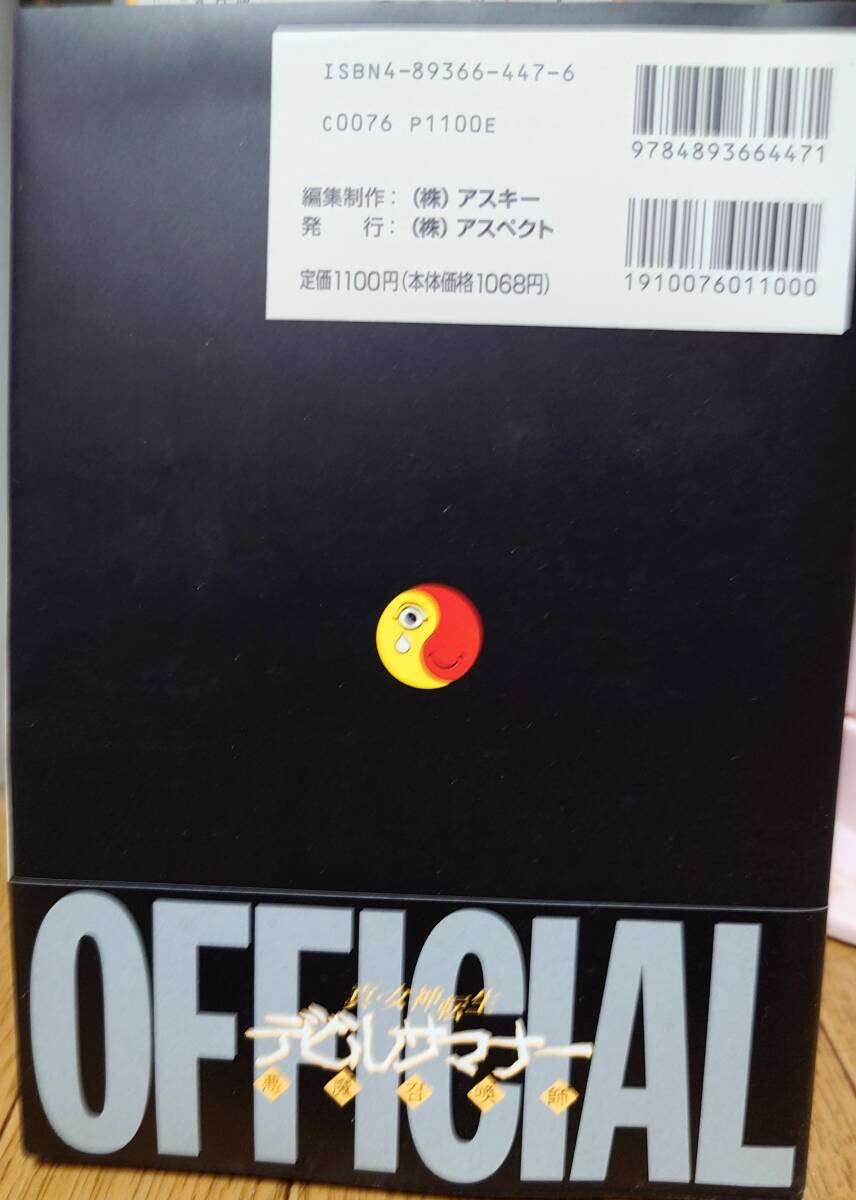 ISBN4-89366-447-6
C0076 P1100E
9784893664471
編集制作：（株）アスキー
発　　行：（株）アスペクト
定価1100円（本体価格1068円）
1910076011000
OFFICIAL
真・女神転生
デビルサマナー
悪魔召喚師